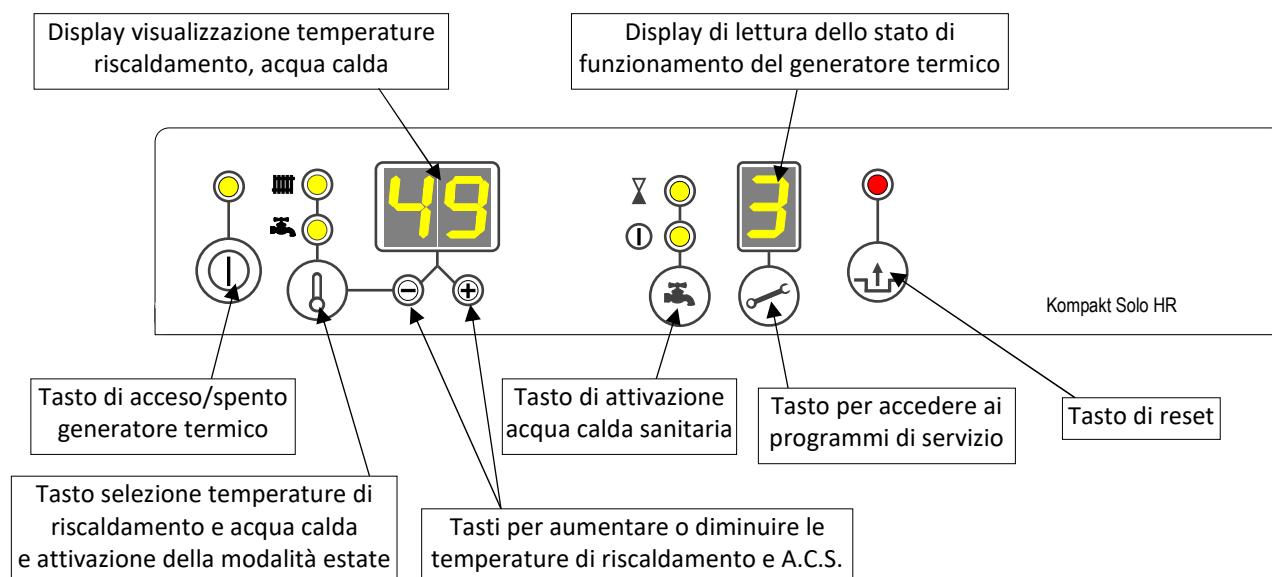 Display visualizzazione temperature
riscaldamento, acqua calda
Display di lettura dello stato di
funzionamento del generatore termico
49
3
Kompakt Solo HR
Tasto di acceso/spento
generatore termico
Tasto di attivazione
acqua calda sanitaria
Tasto per accedere ai
programmi di servizio
Tasto di reset
Tasto selezione temperature di
riscaldamento e acqua calda
e attivazione della modalità estate
Tasti per aumentare o diminuire le
temperature di riscaldamento e A.C.S.